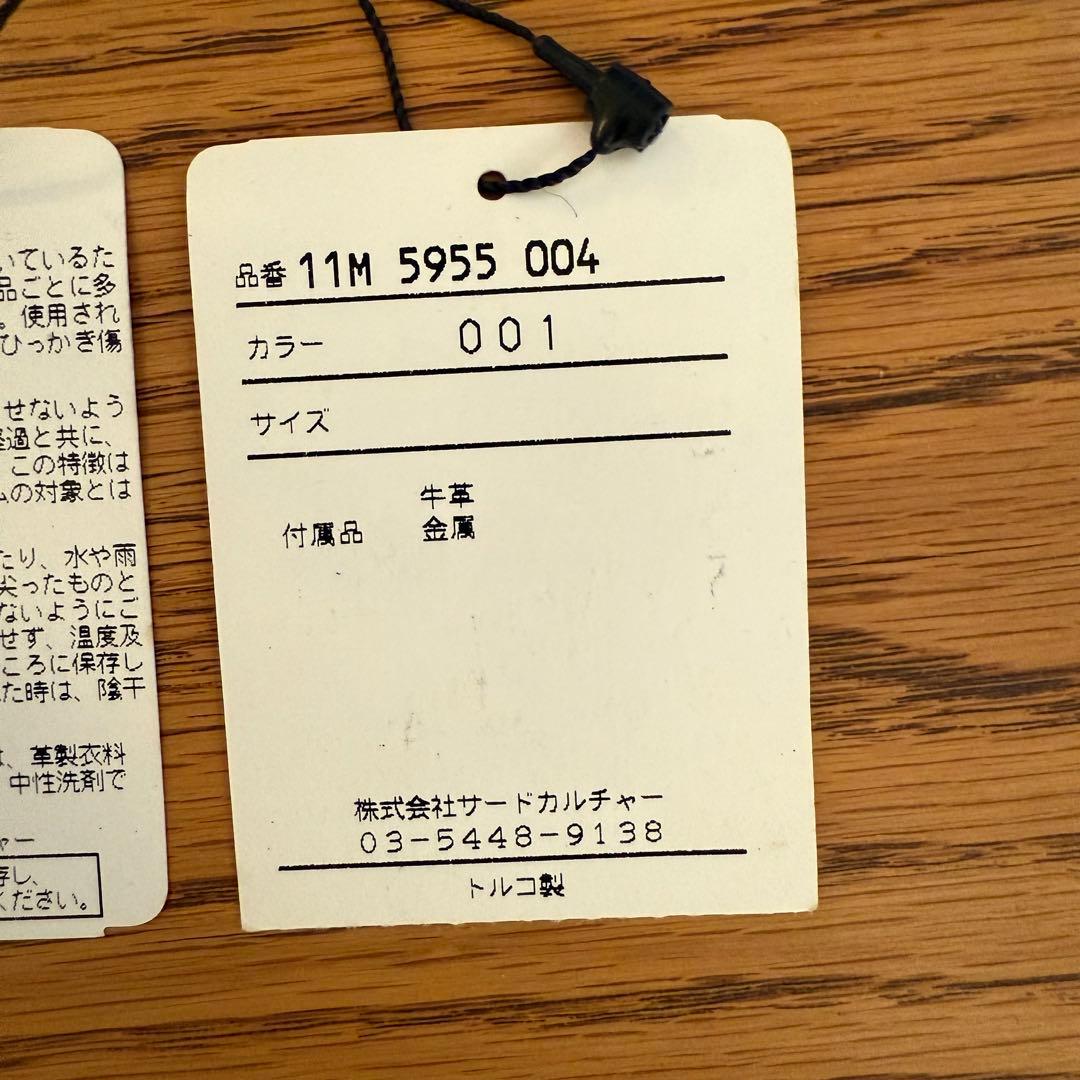 いているた
品ごとに多
。使用され
ひっかき傷
せないよう
経過と共に、
この特徴は
ムの対象とは
たり、水や雨
尖ったものと
ないようにご
せず、温度及
ころに保存し
た時は、陰干
は、革製衣料
中性洗剤で
ャー
存し、
ください。
品番 11M 5955 004
カラー 001
サイズ
牛革
付属品 金属
株式会社サードカルチャー
03-5448-9138
トルコ製